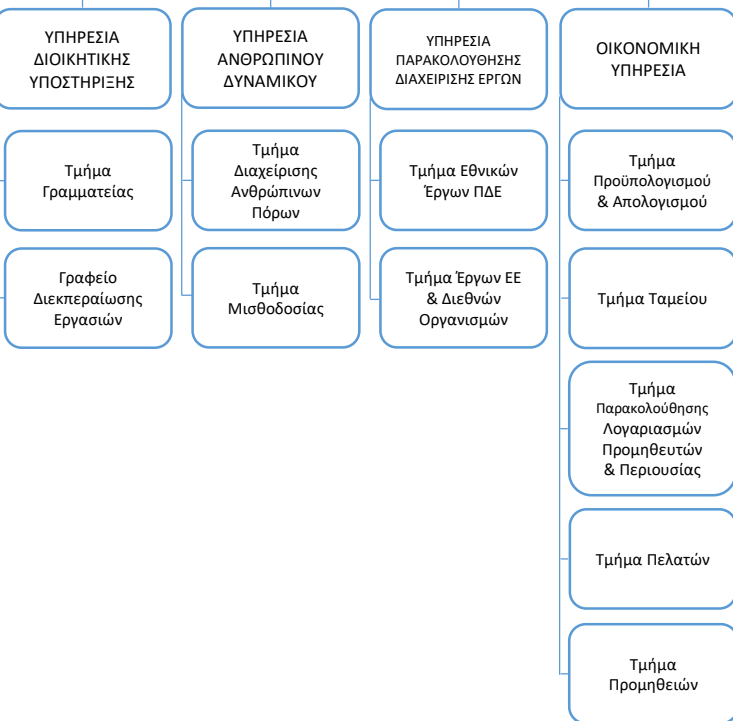 ΥΠΗΡΕΣΙΑ
ΔΙΟΙΚΗΤΙΚΗΣ
ΥΠΟΣΤΗΡΙΞΗΣ
Τμήμα
Γραμματείας
Γραφείο
Διεκπεραίωσης
Εργασιών
ΥΠΗΡΕΣΙΑ
ΑΝΘΡΩΠΙΝΟΥ
ΔΥΝΑΜΙΚΟΥ
Τμήμα
Διαχείρισης
Ανθρώπινων
Πόρων
Τμήμα
Μισθοδοσίας
ΥΠΗΡΕΣΙΑ
ΠΑΡΑΚΟΛΟΥΘΗΣΗΣ
ΔΙΑΧΕΙΡΙΣΗΣ ΕΡΓΩΝ
Τμήμα Εθνικών
Έργων ΠΔΕ
Τμήμα Έργων ΕΕ
& Διεθνών
Οργανισμών
ΟΙΚΟΝΟΜΙΚΗ
ΥΠΗΡΕΣΙΑ
Τμήμα
Προϋπολογισμού
& Απολογισμού
Τμήμα Ταμείου
Τμήμα
Παρακολούθησης
Λογαριασμών
Προμηθευτών
& Περιουσίας
Τμήμα Πελατών
Τμήμα
Προμηθειών